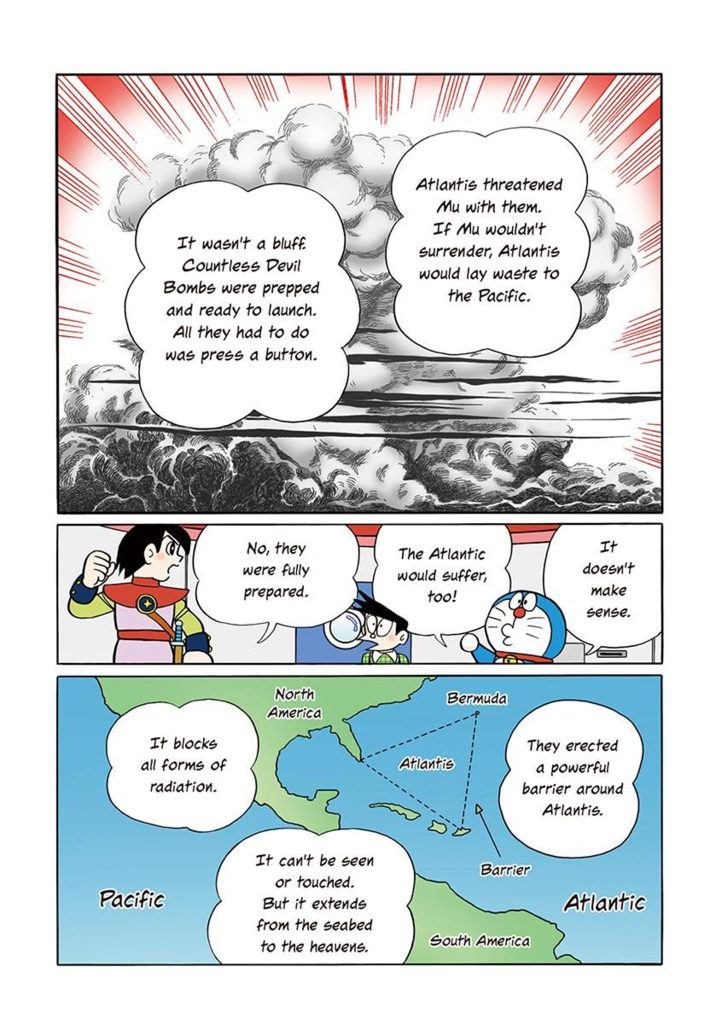 Atlantis threatened
Mu with them.
If Mu wouldn't
surrender, Atlantis
would lay waste to
the Pacific.
It wasn't a bluff.
Countless Devil
Bombs were prepped
and ready to launch.
All they had to do
was press a button.
It
doesn't
make
sense.
The Atlantic
would suffer,
too!
No, they
were fully
prepared.
They erected
a powerful
barrier around
Atlantis.
Bermuda
North
America
Atlantis
Barrier
It blocks
all forms of
radiation.
It can't be seen
or touched.
But it extends
from the seabed
to the heavens.
Pacific
Atlantic
South America